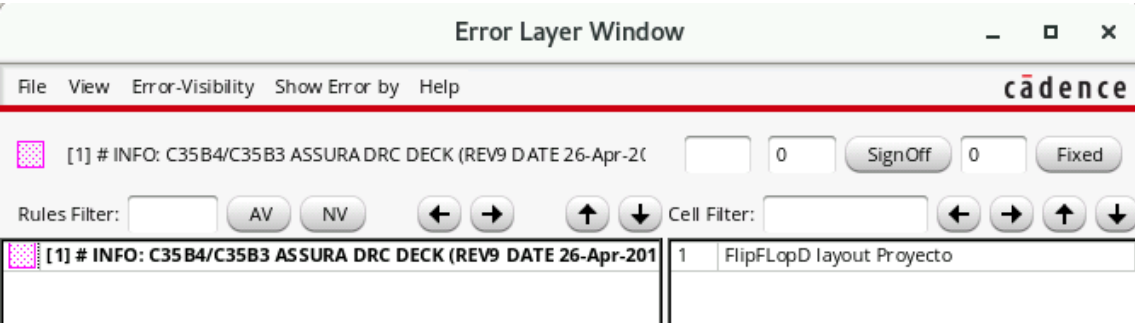 Error Layer Window
File View Error-Visibility Show Error by Help cādence
[1] # INFO: C35B4/C35B3 ASSURA DRC DECK (REV9 DATE 26-Apr-20 0 SignOff 0 Fixed
Rules Filter: AV NV Cell Filter:
[1] # INFO: C35B4/C35B3 ASSURA DRC DECK (REV9 DATE 26-Apr-201 1 FlipFLopD layout Proyecto